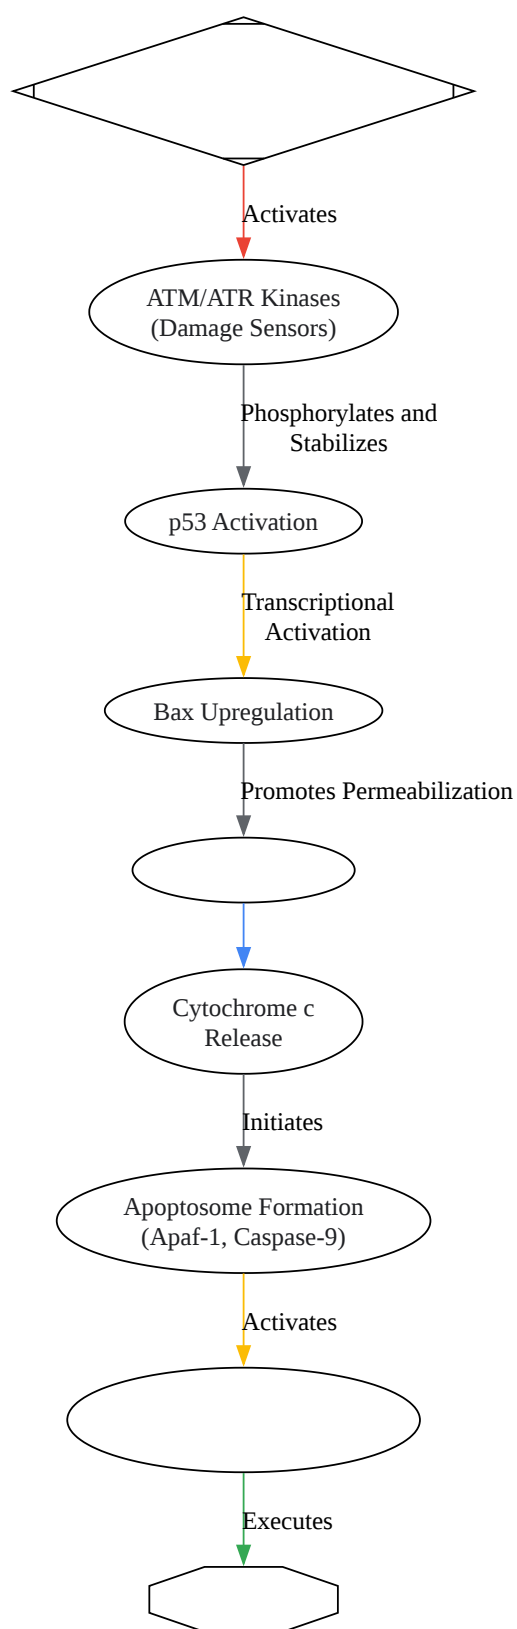 Activates
ATM/ATR Kinases
(Damage Sensors)
Phosphorylates and
Stabilizes
p53 Activation
Transcriptional
Activation
Bax Upregulation
Promotes Permeabilization
Cytochrome c
Release
Initiates
Apoptosome Formation
(Apaf-1, Caspase-9)
Activates
Executes